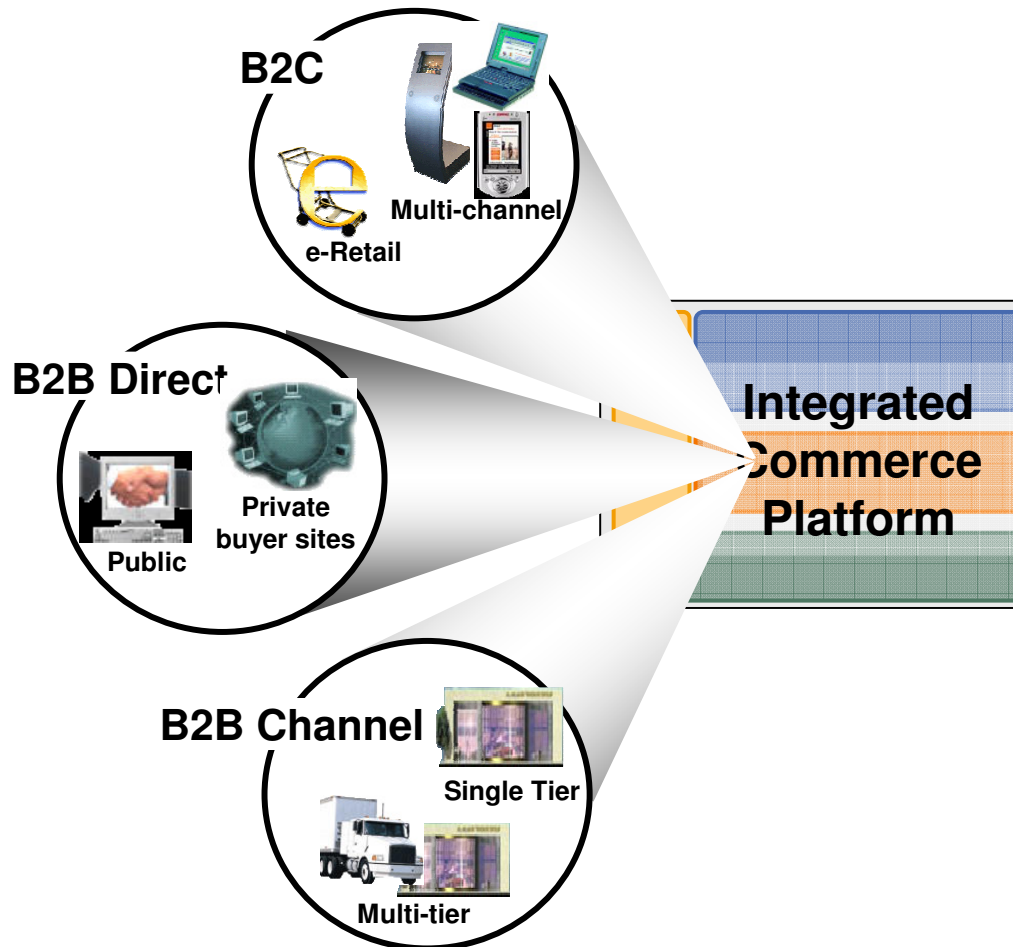 B2C
Multi-channel
e-Retail
B2B Direct
Private
buyer sites
Public
Integrated
Commerce
Platform
B2B Channel
Single Tier
Multi-tier